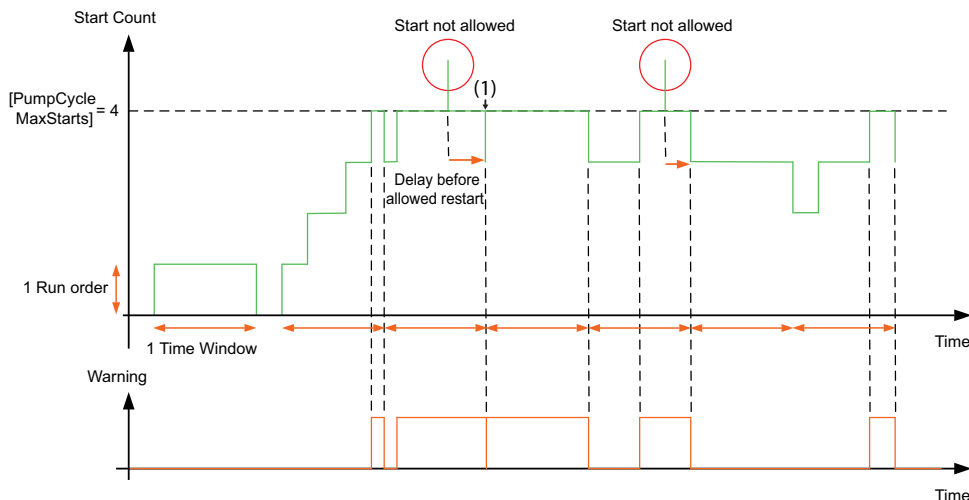 Start Count
Start not allowed
Start not allowed
(1)
[PumpCycle
MaxStarts] = 4
Delay before
allowed restart
1 Run order
1 Time Window
Time
Warning
Time